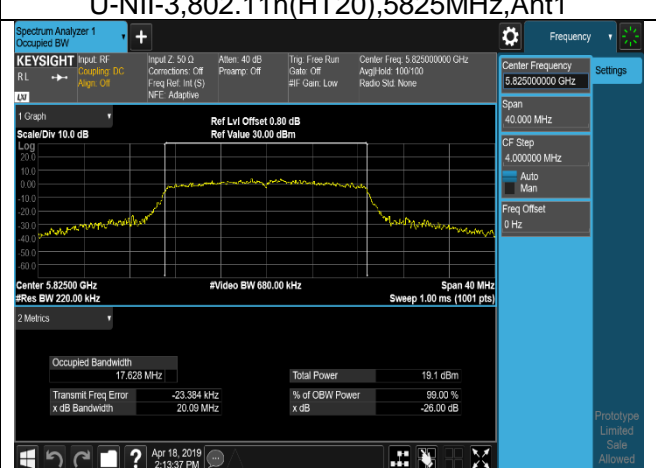 U-NII-3,802.11n(HT20),5825MHz,Ant1
Spectrum Analyzer 1
Occupied BW
Frequency
KEYSIGHT
RL
LXI
Input: RF
Coupling: DC
Align: Off
Input Z: 50 Ω
Corrections: Off
Freq Ref: Int (S)
NFE: Adaptive
Atten: 40 dB
Preamp: Off
Trig: Free Run
Gate: Off
#IF Gain: Low
Center Freq: 5.825000000 GHz
Avg|Hold: 100/100
Radio Std: None
Center Frequency
5.825000000 GHz
Settings
Span
40.000 MHz
CF Step
4.000000 MHz
Auto
Man
Freq Offset
0 Hz
1 Graph
Scale/Div 10.0 dB
Ref Lvl Offset 0.80 dB
Ref Value 30.00 dBm
Log
20.0
10.0
0.00
-10.0
-20.0
-30.0
-40.0
-50.0
-60.0
Center 5.82500 GHz
#Res BW 220.00 kHz
#Video BW 680.00 kHz
Span 40 MHz
Sweep 1.00 ms (1001 pts)
2 Metrics
Occupied Bandwidth
17.628 MHz
Total Power 19.1 dBm
Transmit Freq Error -23.384 kHz
% of OBW Power 99.00 %
x dB Bandwidth 20.09 MHz
x dB -26.00 dB
Prototype
Limited
Sale
Allowed
Apr 18, 2019
2:13:37 PM